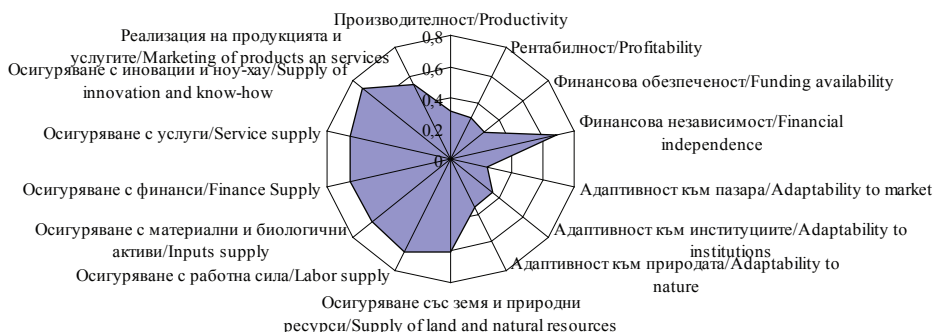 Производителност/Productivity
0,8
Рентабилност/Profitability
Финансова обезпеченост/Funding availability
Финансова независимост/Financial
independence
Адаптивност към пазара/Adaptability to market
Адаптивност към институциите/Adaptability to
institutions
Адаптивност към природата/Adaptability to
nature
Осигуряване със земя и природни
ресурси/Supply of land and natural resources
Осигуряване с работна сила/Labor supply
Осигуряване с материални и биологични
активи/Inputs supply
Осигуряване с финанси/Finance Supply
Осигуряване с услуги/Service supply
Осигуряване с иновации и ноу-хау/Supply of
innovation and know-how
Реализация на продукцията и
услугите/Marketing of products an services
0,6
0,4
0,2
0